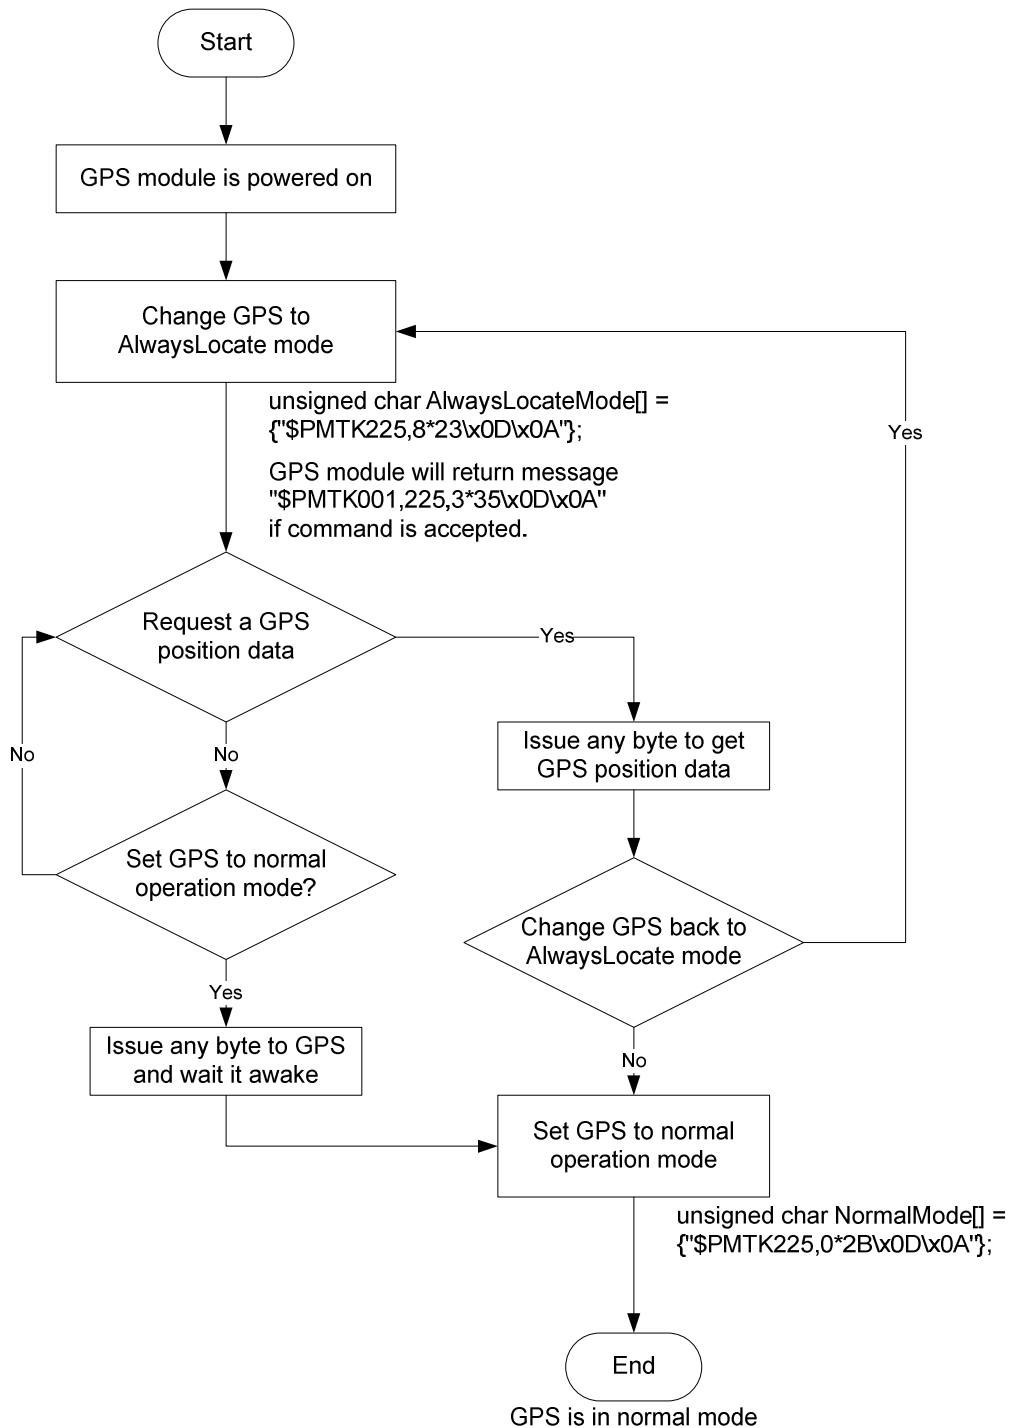 Start
GPS module is powered on
Change GPS to
AlwaysLocate mode
unsigned char AlwaysLocateMode[] =
{"$PMTK225,8*23\x0D\x0A"};
GPS module will return message
"$PMTK001,225,3*35\x0D\x0A"
if command is accepted.
Yes
Request a GPS
position data
Yes
No
No
Issue any byte to get
GPS position data
Set GPS to normal
operation mode?
Change GPS back to
AlwaysLocate mode
Yes
Issue any byte to GPS
and wait it awake
No
Set GPS to normal
operation mode
unsigned char NormalMode[] =
{"$PMTK225,0*2B\x0D\x0A"};
End
GPS is in normal mode